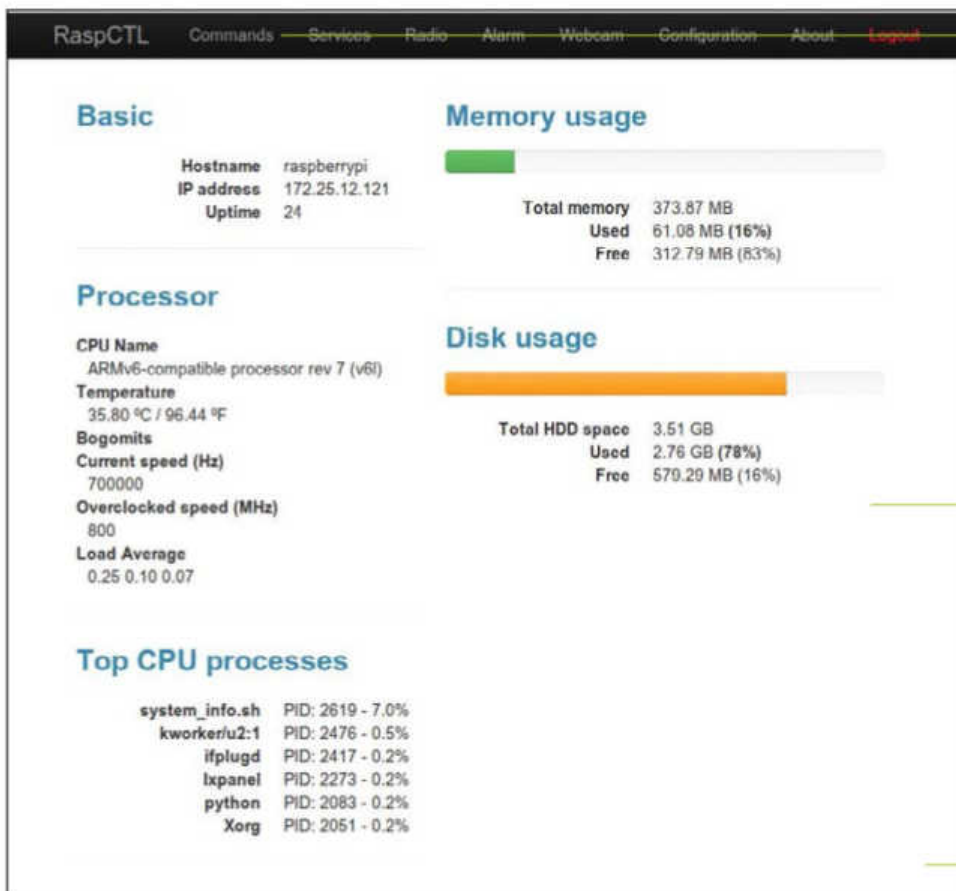 RaspCTL Commands Services Radio Alarm Webcam Configuration About Logout
Basic
Hostname raspberrypi
IP address 172.25.12.121
Uptime 24
Processor
CPU Name
ARMv6-compatible processor rev 7 (v6l)
Temperature
35.80 ºC / 96.44 ºF
Bogomits
Current speed (Hz)
700000
Overclocked speed (MHz)
800
Load Average
0.25 0.10 0.07
Top CPU processes
system_info.sh PID: 2619 - 7.0%
kworker/u2:1 PID: 2476 - 0.5%
ifplugd PID: 2417 - 0.2%
lxpanel PID: 2273 - 0.2%
python PID: 2083 - 0.2%
Xorg PID: 2051 - 0.2%
Memory usage
Total memory 373.87 MB
Used 61.08 MB (16%)
Free 312.79 MB (83%)
Disk usage
Total HDD space 3.51 GB
Used 2.76 GB (78%)
Free 579.29 MB (16%)